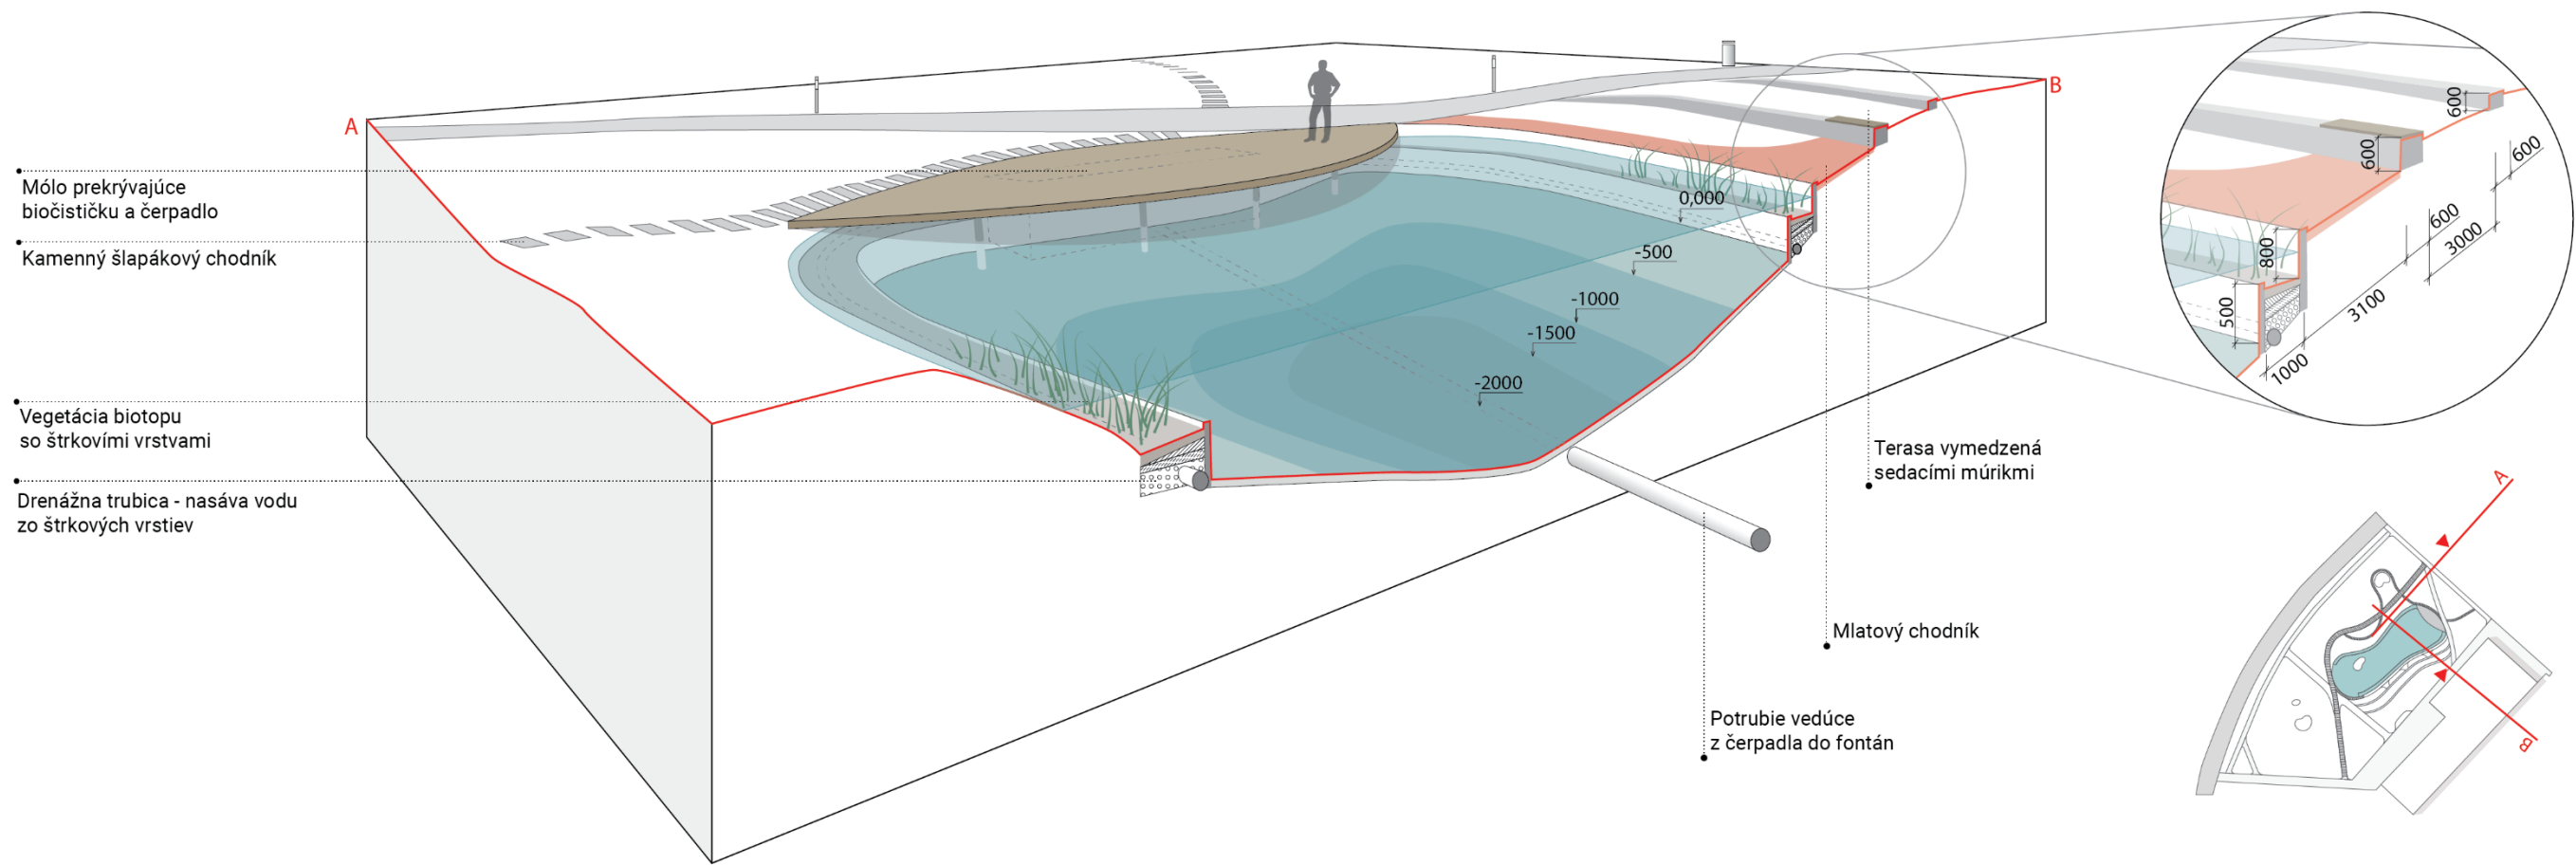 A
B
Mólo prekrývajúce
biočističku a čerpadlo
Kamenný šlapákový chodník
Vegetácia biotopu
so štrkovími vrstvami
Drenážna trubica - nasáva vodu
zo štrkových vrstiev
0,000
-500
-1000
-1500
-2000
Terasa vymedzená
sedacími múrikmi
Mlatový chodník
Potrubie vedúce
z čerpadla do fontán
600
600
600
600
3000
800
3100
500
1000
A
B